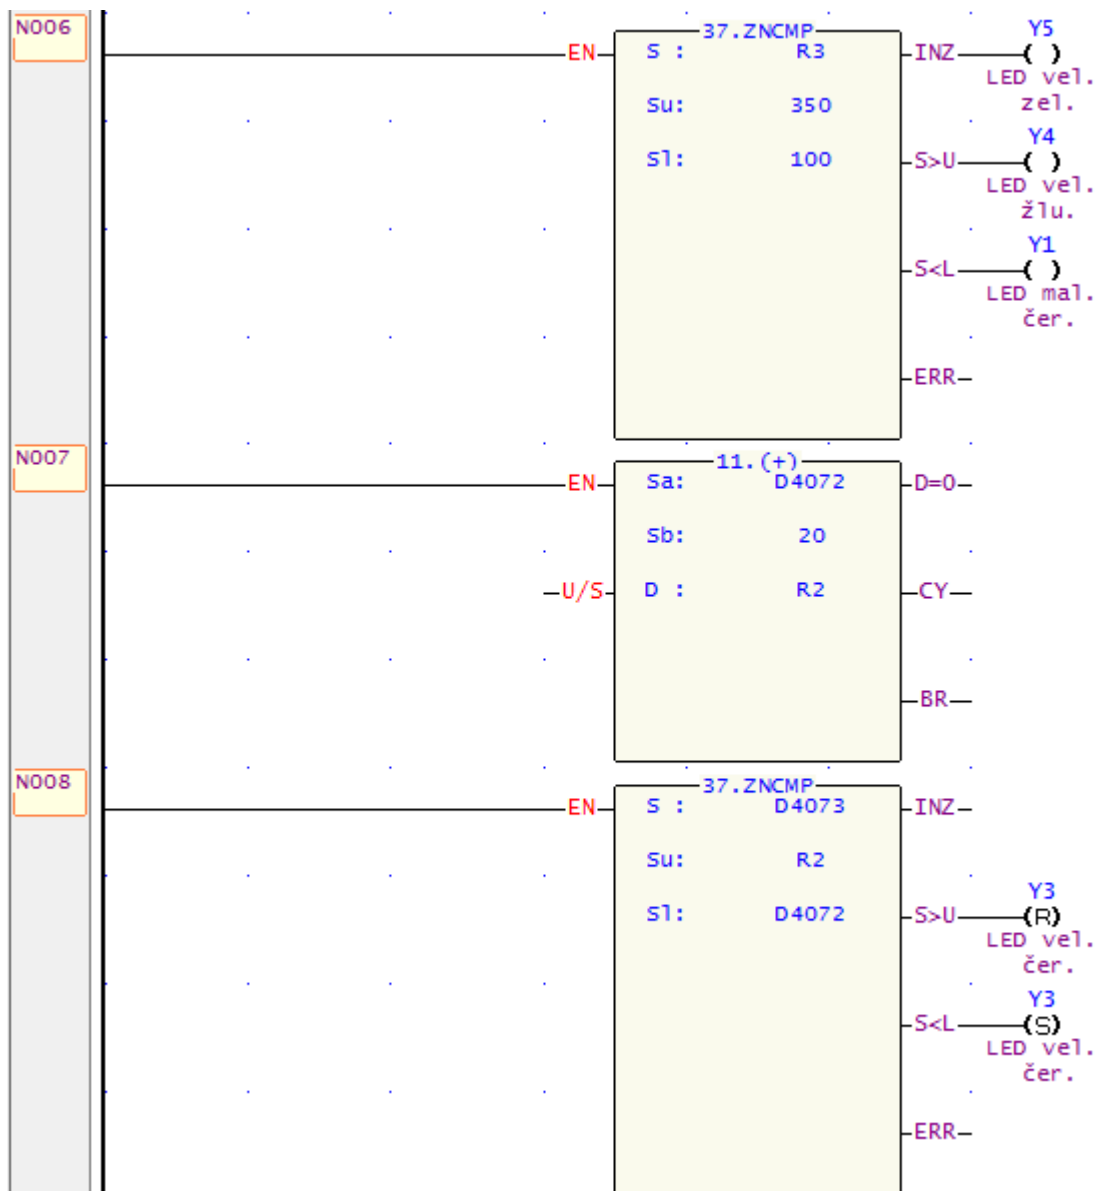 N006
37.ZNCMP
EN S : R3 INZ Y5 ( )
LED vel.
zel.
Su: 350
Sl: 100 S>U Y4 ( )
LED vel.
žlu.
S<L Y1 ( )
LED mal.
čer.
ERR
N007
11.(+)
EN Sa: D4072 D=0
Sb: 20
U/S D : R2 CY
BR
N008
37.ZNCMP
EN S : D4073 INZ
Su: R2
Sl: D4072 S>U Y3 (R)
LED vel.
čer.
S<L Y3 (S)
LED vel.
čer.
ERR